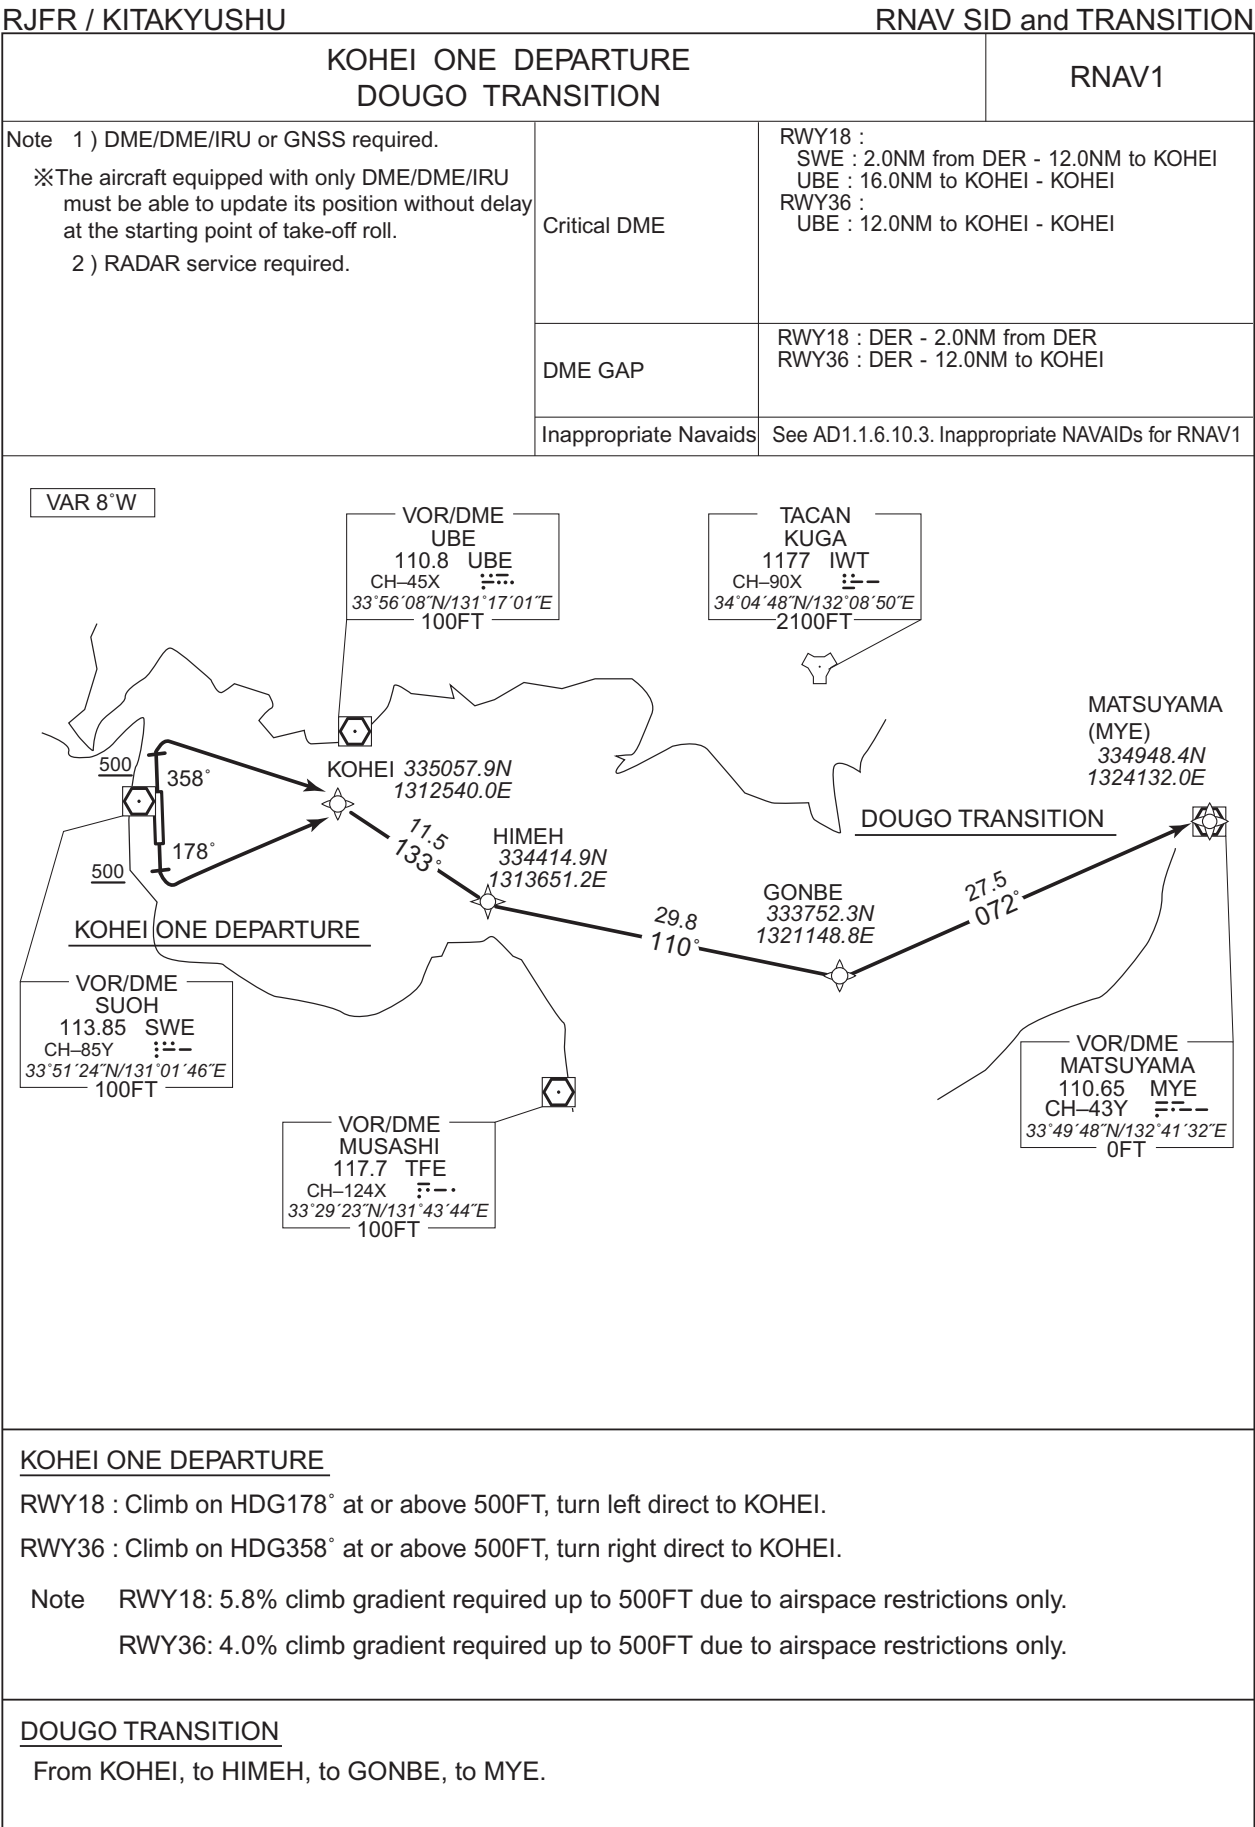 RJFR / KITAKYUSHU
RNAV SID and TRANSITION
KOHEI ONE DEPARTURE
DOUGO TRANSITION
RNAV1
Note 1 ) DME/DME/IRU or GNSS required.
※The aircraft equipped with only DME/DME/IRU
must be able to update its position without delay
at the starting point of take-off roll.
2 ) RADAR service required.
Critical DME
RWY18 :
SWE : 2.0NM from DER - 12.0NM to KOHEI
UBE : 16.0NM to KOHEI - KOHEI
RWY36 :
UBE : 12.0NM to KOHEI - KOHEI
DME GAP
RWY18 : DER - 2.0NM from DER
RWY36 : DER - 12.0NM to KOHEI
Inappropriate Navaids
See AD1.1.6.10.3. Inappropriate NAVAIDs for RNAV1
VAR 8˚W
VOR/DME
UBE
110.8 UBE
CH–45X
33˚56´08˝N/131˚17´01˝E
100FT
TACAN
KUGA
1177 IWT
CH–90X
34˚04´48˝N/132˚08´50˝E
2100FT
MATSUYAMA
(MYE)
334948.4N
1324132.0E
500
358˚
KOHEI 335057.9N
1312540.0E
178˚
500
11.5
133˚
HIMEH
334414.9N
1313651.2E
DOUGO TRANSITION
GONBE
333752.3N
1321148.8E
27.5
072˚
29.8
110˚
KOHEI ONE DEPARTURE
VOR/DME
SUOH
113.85 SWE
CH–85Y
33˚51´24˝N/131˚01´46˝E
100FT
VOR/DME
MATSUYAMA
110.65 MYE
CH–43Y
33˚49´48˝N/132˚41´32˝E
0FT
VOR/DME
MUSASHI
117.7 TFE
CH–124X
33˚29´23˝N/131˚43´44˝E
100FT
KOHEI ONE DEPARTURE
RWY18 : Climb on HDG178˚ at or above 500FT, turn left direct to KOHEI.
RWY36 : Climb on HDG358˚ at or above 500FT, turn right direct to KOHEI.
Note RWY18: 5.8% climb gradient required up to 500FT due to airspace restrictions only.
RWY36: 4.0% climb gradient required up to 500FT due to airspace restrictions only.
DOUGO TRANSITION
From KOHEI, to HIMEH, to GONBE, to MYE.